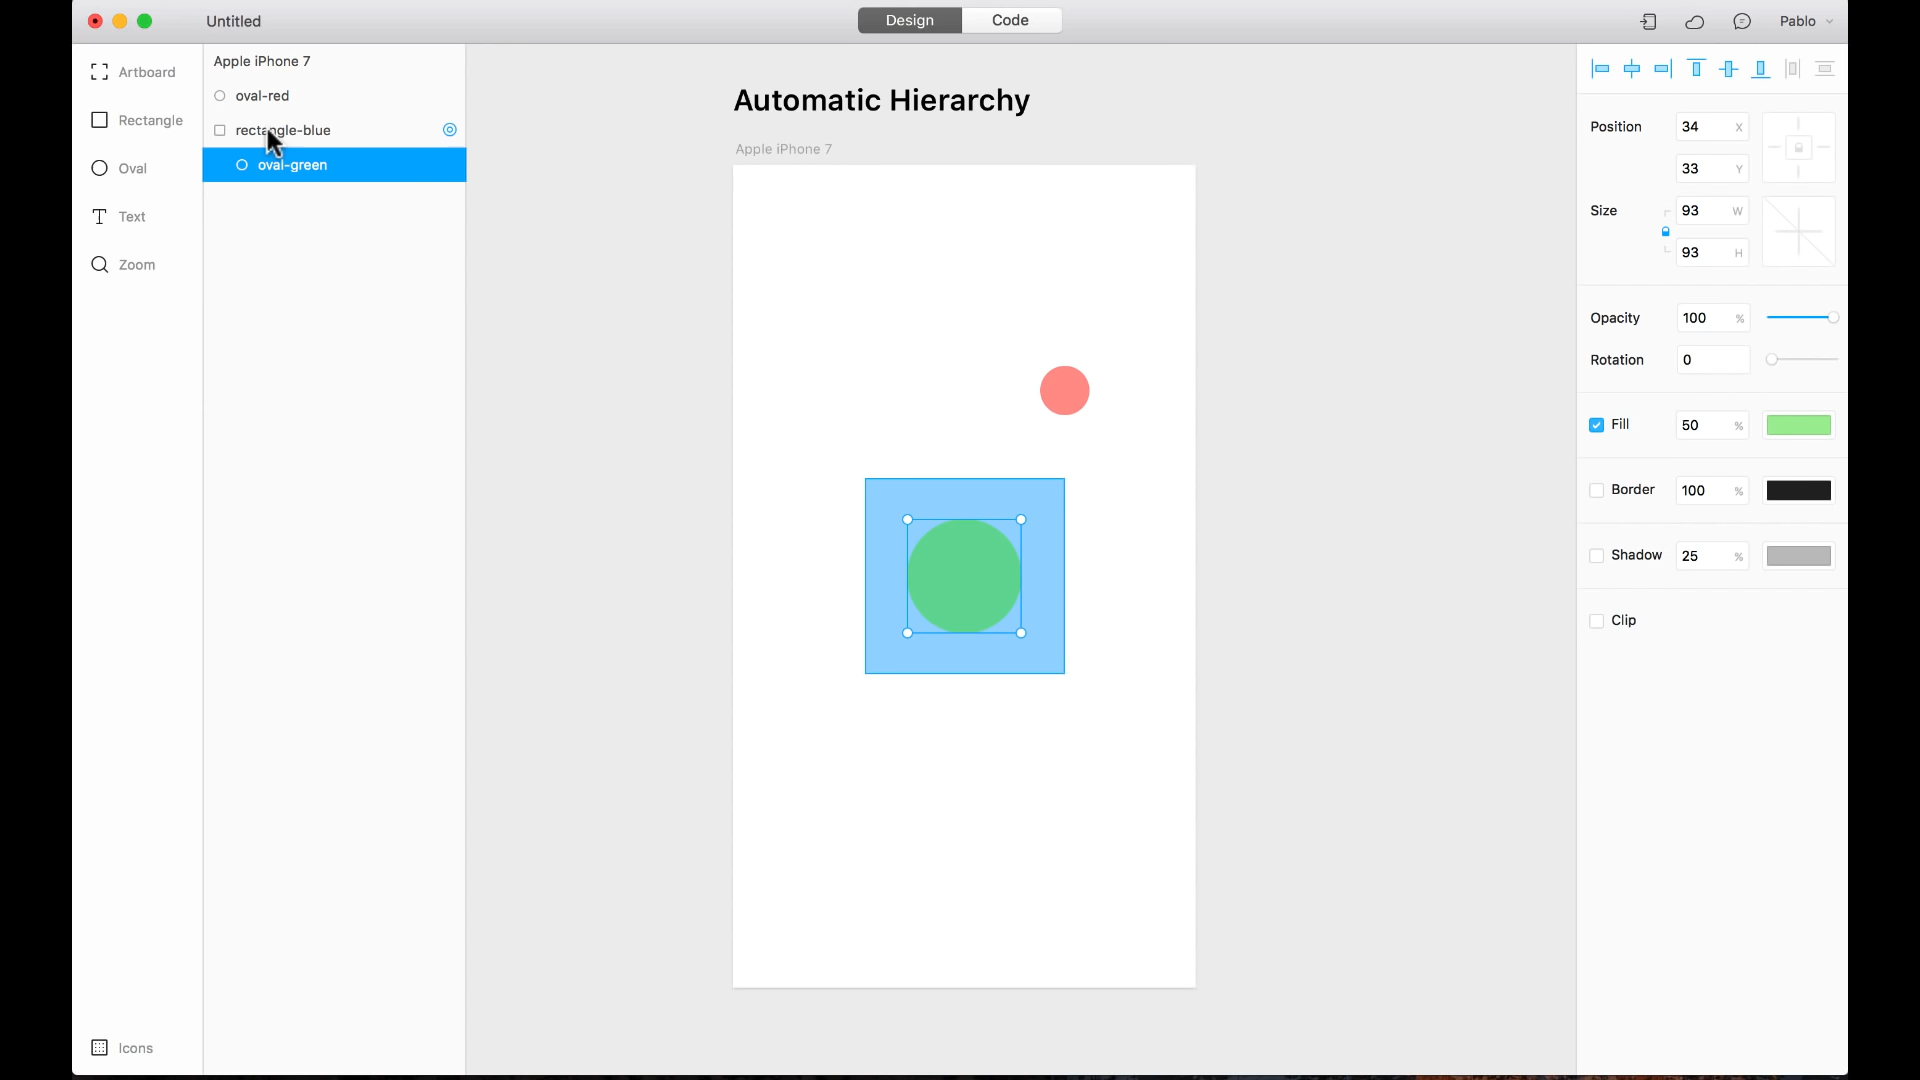 Untitled
Design
Code
Pablo
Artboard
Rectangle
Oval
Text
Zoom
Icons
Apple iPhone 7
oval-red
rectangle-blue
oval-green
Automatic Hierarchy
Apple iPhone 7
Position 34 X
33 Y
Size 93 W
93 H
Opacity 100 %
Rotation 0
Fill 50 %
Border 100 %
Shadow 25 %
Clip